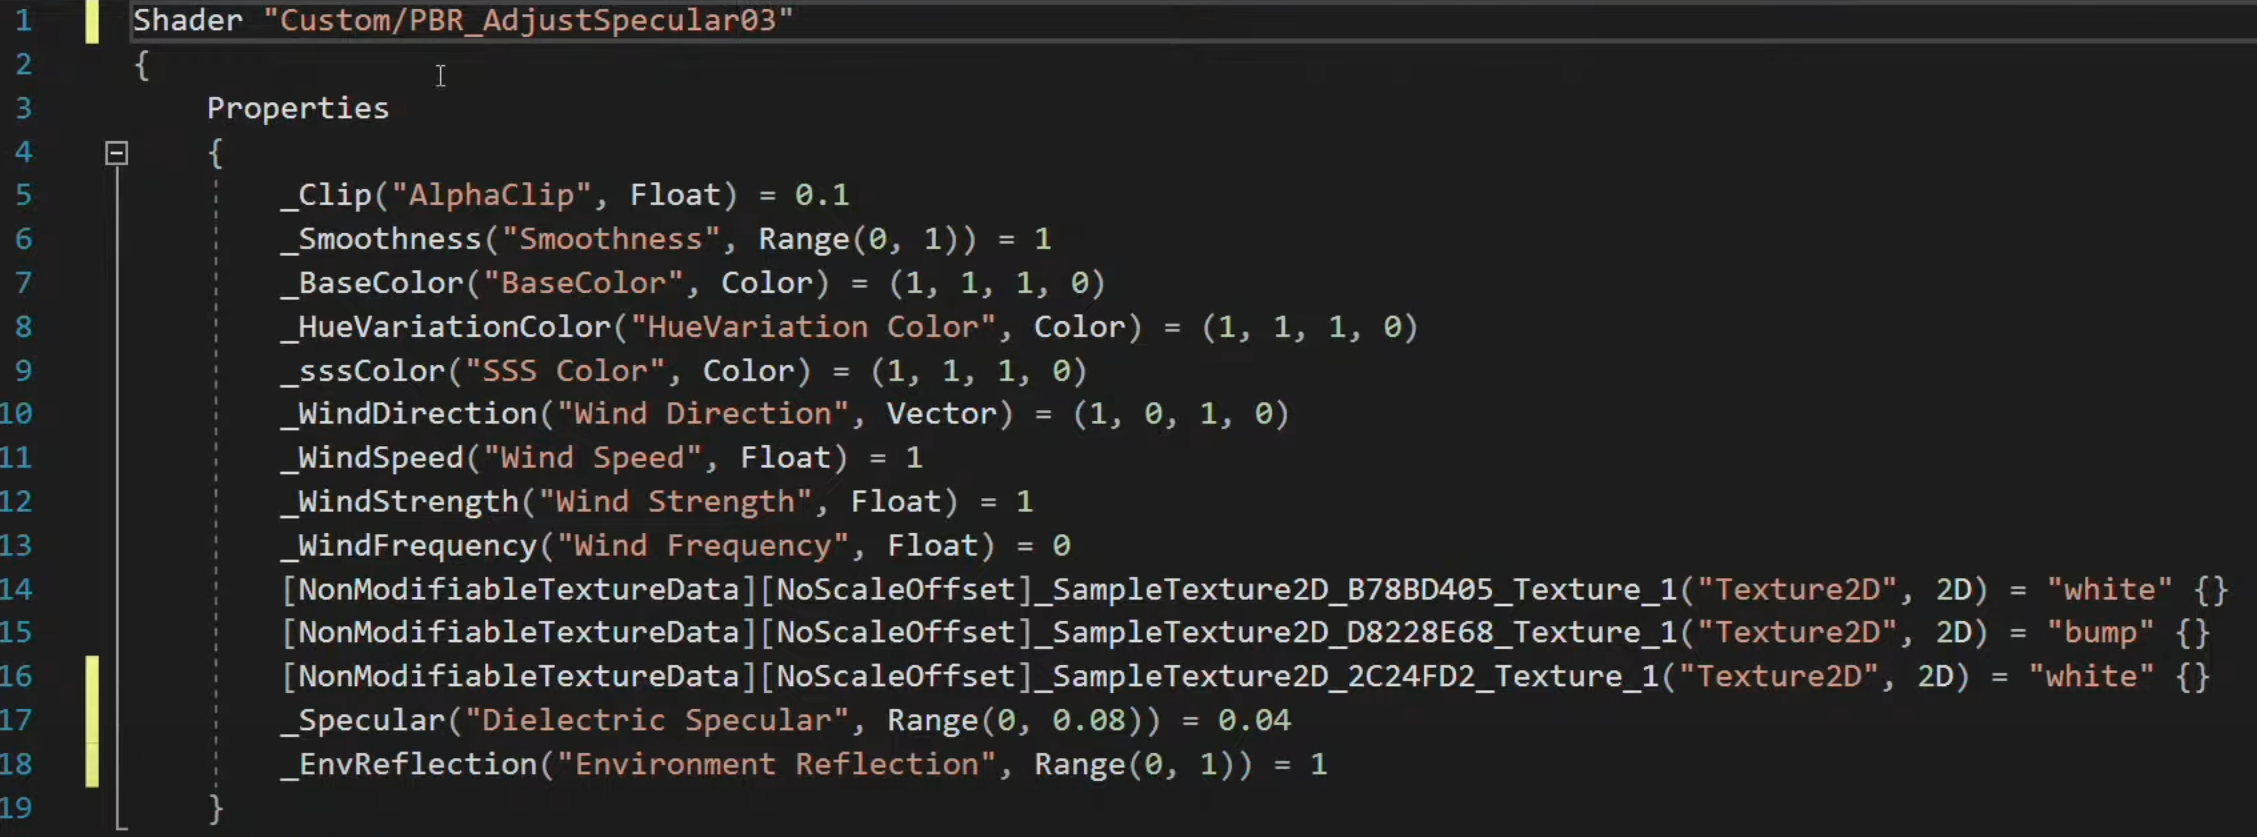 1 Shader "Custom/PBR_AdjustSpecular03"
2 {
3 Properties
4 {
5 _Clip("AlphaClip", Float) = 0.1
6 _Smoothness("Smoothness", Range(0, 1)) = 1
7 _BaseColor("BaseColor", Color) = (1, 1, 1, 0)
8 _HueVariationColor("HueVariation Color", Color) = (1, 1, 1, 0)
9 _sssColor("SSS Color", Color) = (1, 1, 1, 0)
10 _WindDirection("Wind Direction", Vector) = (1, 0, 1, 0)
11 _WindSpeed("Wind Speed", Float) = 1
12 _WindStrength("Wind Strength", Float) = 1
13 _WindFrequency("Wind Frequency", Float) = 0
14 [NonModifiableTextureData][NoScaleOffset]_SampleTexture2D_B78BD405_Texture_1("Texture2D", 2D) = "white" {}
15 [NonModifiableTextureData][NoScaleOffset]_SampleTexture2D_D8228E68_Texture_1("Texture2D", 2D) = "bump" {}
16 [NonModifiableTextureData][NoScaleOffset]_SampleTexture2D_2C24FD2_Texture_1("Texture2D", 2D) = "white" {}
17 _Specular("Dielectric Specular", Range(0, 0.08)) = 0.04
18 _EnvReflection("Environment Reflection", Range(0, 1)) = 1
19 }